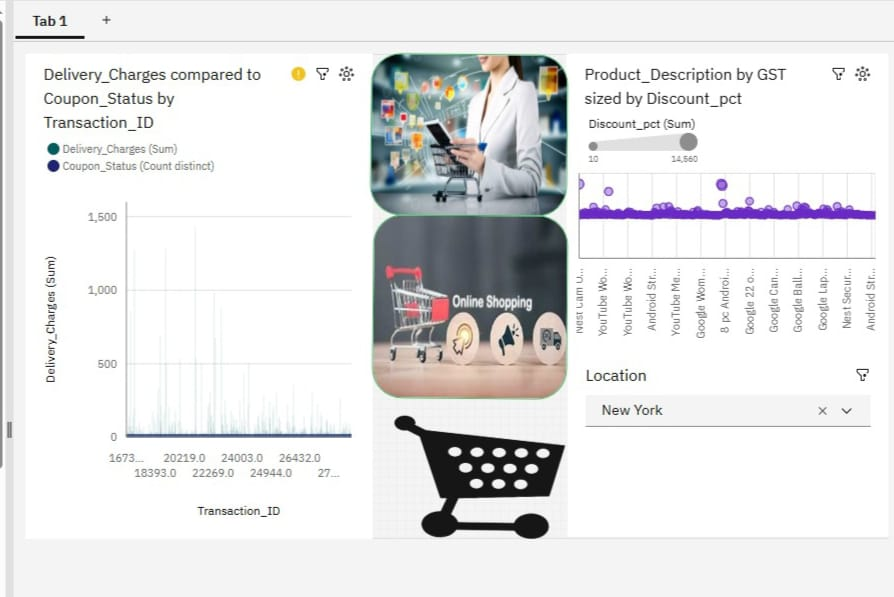 Tab 1 +
Delivery_Charges compared to
Coupon_Status by
Transaction_ID
Delivery_Charges (Sum)
Coupon_Status (Count distinct)
Delivery_Charges (Sum)
1,500
1,000
500
0
1673... 20219.0 24003.0 26432.0
18393.0 22269.0 24944.0 27...
Transaction_ID
Online Shopping
Product_Description by GST
sized by Discount_pct
Discount_pct (Sum)
10 14,560
Nest Cam O...
YouTube Wo...
YouTube Wo...
Android Str...
YouTube Me...
Google Wom...
8 pc Androi...
Google 22 o...
Google Can...
Google Ball...
Google Lap...
Nest Secur...
Android Str...
Location
New York